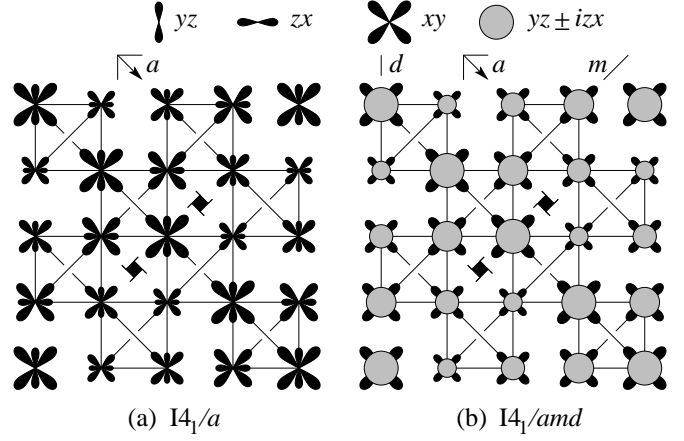 yz zx xy yz ± izx
a d a m
(a) I4₁/a (b) I4₁/amd